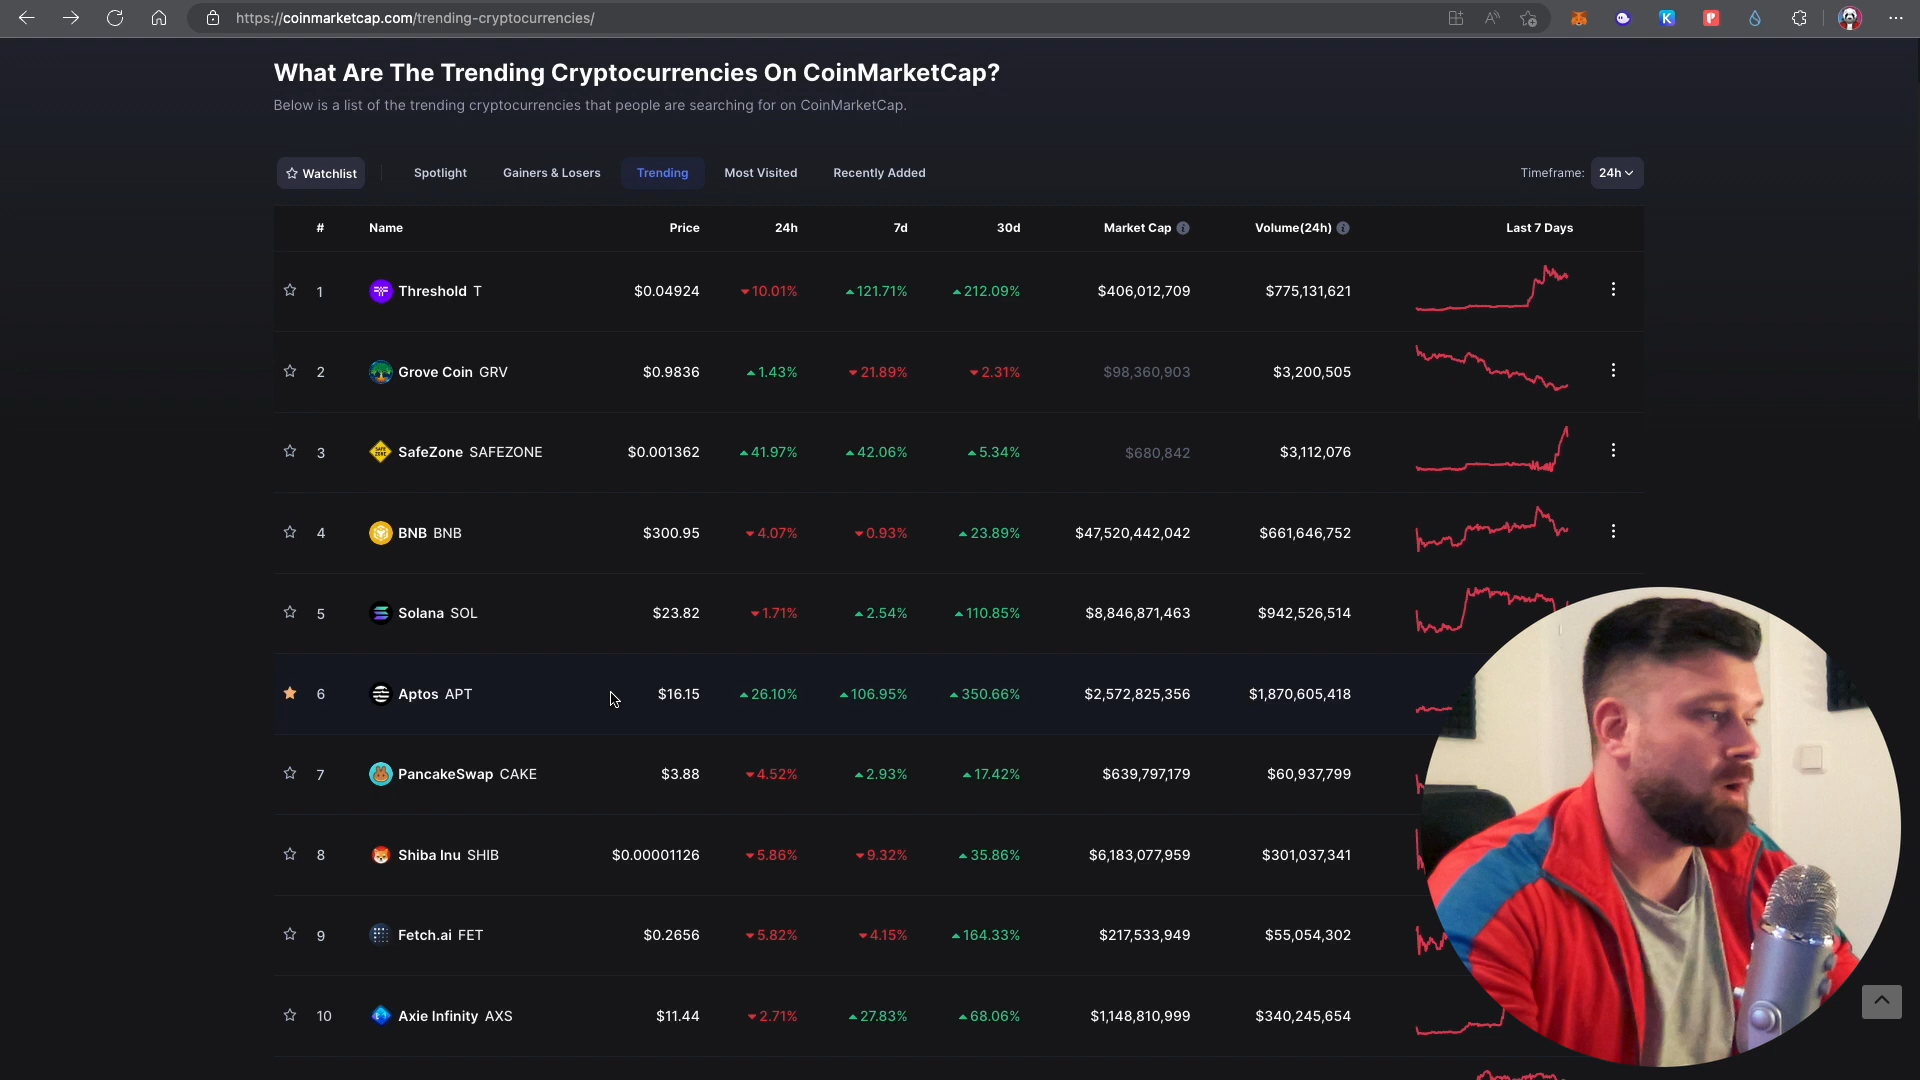 https://coinmarketcap.com/trending-cryptocurrencies/
What Are The Trending Cryptocurrencies On CoinMarketCap?
Below is a list of the trending cryptocurrencies that people are searching for on CoinMarketCap.
Watchlist Spotlight Gainers & Losers Trending Most Visited Recently Added Timeframe: 24h
# Name Price 24h 7d 30d Market Cap Volume(24h) Last 7 Days
1 Threshold T $0.04924 10.01% 121.71% 212.09% $406,012,709 $775,131,621
2 Grove Coin GRV $0.9836 1.43% 21.89% 2.31% $98,360,903 $3,200,505
3 SafeZone SAFEZONE $0.001362 41.97% 42.06% 5.34% $680,842 $3,112,076
4 BNB BNB $300.95 4.07% 0.93% 23.89% $47,520,442,042 $661,646,752
5 Solana SOL $23.82 1.71% 2.54% 110.85% $8,846,871,463 $942,526,514
6 Aptos APT $16.15 26.10% 106.95% 350.66% $2,572,825,356 $1,870,605,418
7 PancakeSwap CAKE $3.88 4.52% 2.93% 17.42% $639,797,179 $60,937,799
8 Shiba Inu SHIB $0.00001126 5.86% 9.32% 35.86% $6,183,077,959 $301,037,341
9 Fetch.ai FET $0.2656 5.82% 4.15% 164.33% $217,533,949 $55,054,302
10 Axie Infinity AXS $11.44 2.71% 27.83% 68.06% $1,148,810,999 $340,245,654